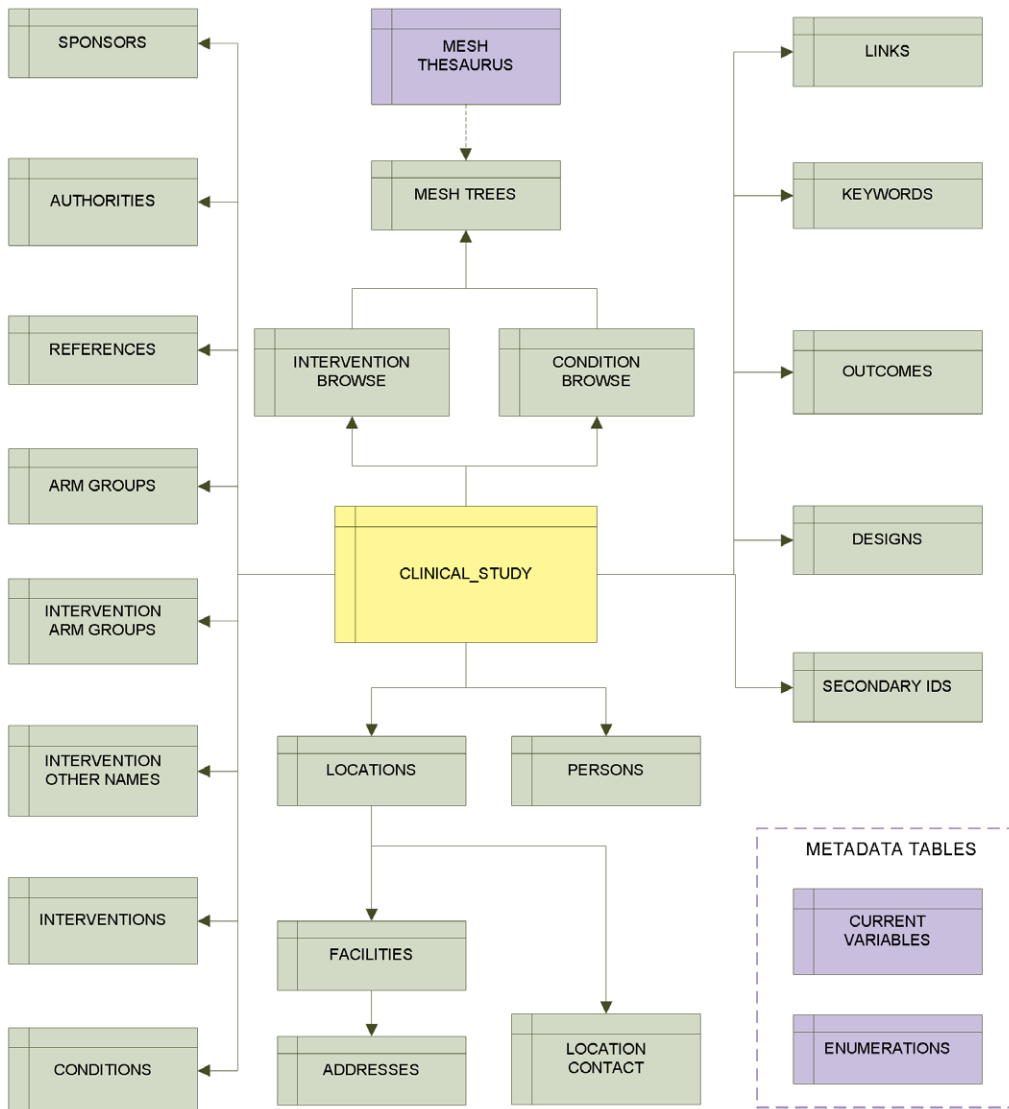 SPONSORS
MESH
THESAURUS
LINKS
AUTHORITIES
MESH TREES
KEYWORDS
REFERENCES
INTERVENTION
BROWSE
CONDITION
BROWSE
OUTCOMES
ARM GROUPS
CLINICAL_STUDY
DESIGNS
INTERVENTION
ARM GROUPS
SECONDARY IDS
INTERVENTION
OTHER NAMES
LOCATIONS
PERSONS
METADATA TABLES
INTERVENTIONS
FACILITIES
CURRENT
VARIABLES
CONDITIONS
ADDRESSES
LOCATION
CONTACT
ENUMERATIONS